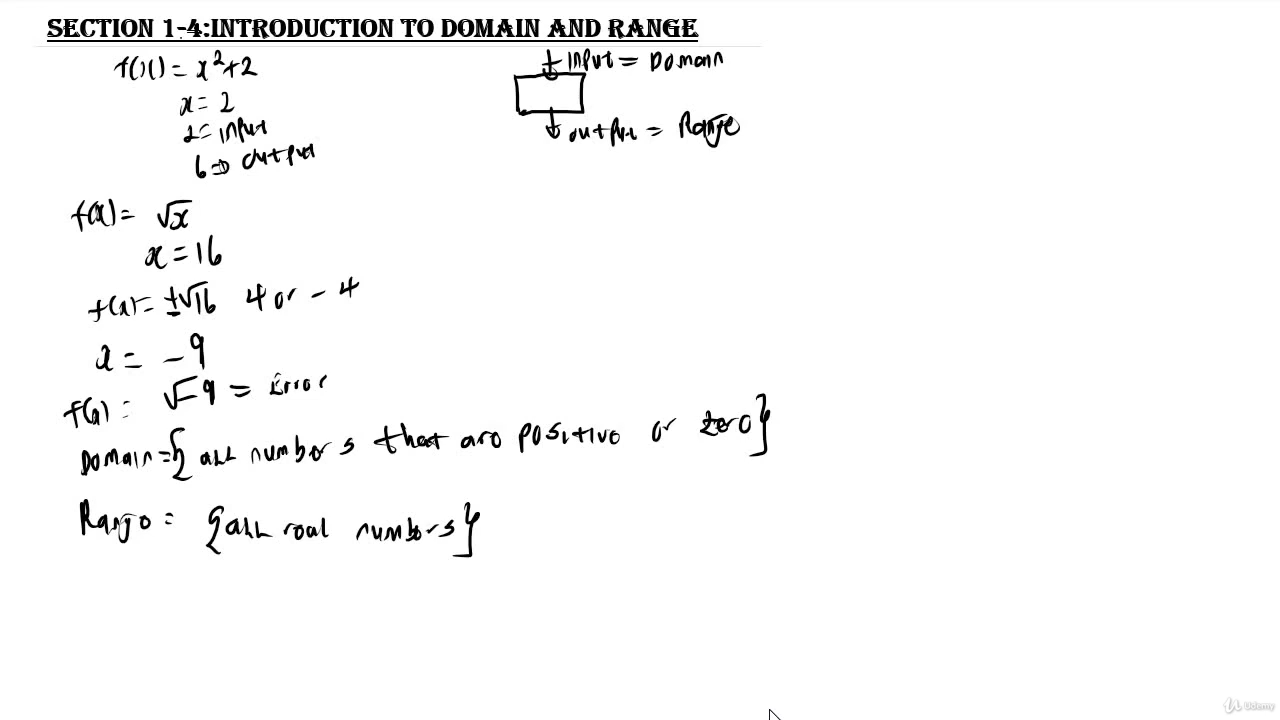 SECTION 1-4:INTRODUCTION TO DOMAIN AND RANGE
f(x) = x²+2
x = 2
2 = input
6 ⇒ output
input = Domain
output = Range
f(x) = √x
x = 16
f(x) = ±√16 4 or - 4
x = - 9
f(x) = √-9 = Error
Domain = {all numbers that are positive or zero}
Range = {all real numbers}
Udemy